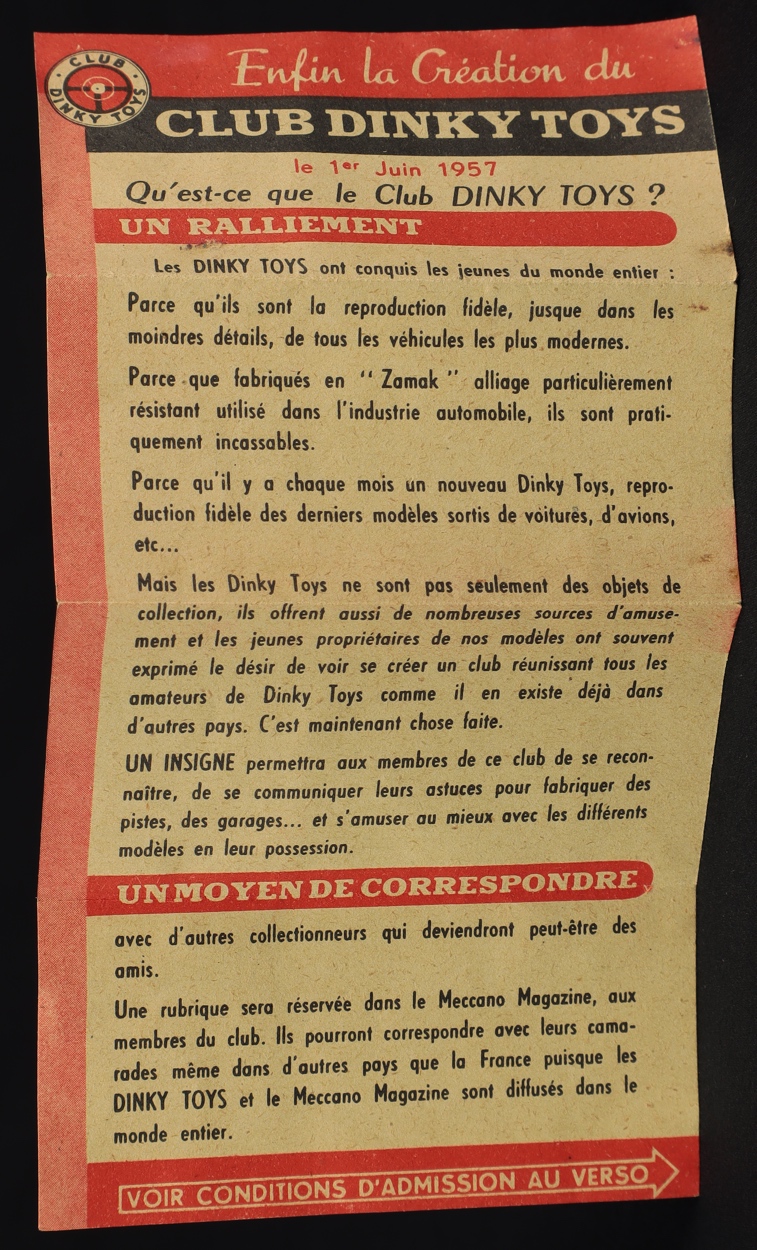 CLUB
DINKY TOYS
Enfin la Création du
CLUB DINKY TOYS
le 1er Juin 1957
Qu'est-ce que le Club DINKY TOYS ?
UN RALLIEMENT
Les DINKY TOYS ont conquis les jeunes du monde entier :
Parce qu'ils sont la reproduction fidèle, jusque dans les
moindres détails, de tous les véhicules les plus modernes.
Parce que fabriqués en " Zamak " alliage particulièrement
résistant utilisé dans l'industrie automobile, ils sont prati-
quement incassables.
Parce qu'il y a chaque mois un nouveau Dinky Toys, repro-
duction fidèle des derniers modèles sortis de voitures, d'avions,
etc...
Mais les Dinky Toys ne sont pas seulement des objets de
collection, ils offrent aussi de nombreuses sources d'amuse-
ment et les jeunes propriétaires de nos modèles ont souvent
exprimé le désir de voir se créer un club réunissant tous les
amateurs de Dinky Toys comme il en existe déjà dans
d'autres pays. C'est maintenant chose faite.
UN INSIGNE permettra aux membres de ce club de se recon-
naître, de se communiquer leurs astuces pour fabriquer des
pistes, des garages... et s'amuser au mieux avec les différents
modèles en leur possession.
UN MOYEN DE CORRESPONDRE
avec d'autres collectionneurs qui deviendront peut-être des
amis.
Une rubrique sera réservée dans le Meccano Magazine, aux
membres du club. Ils pourront correspondre avec leurs cama-
rades même dans d'autres pays que la France puisque les
DINKY TOYS et le Meccano Magazine sont diffusés dans le
monde entier.
VOIR CONDITIONS D'ADMISSION AU VERSO